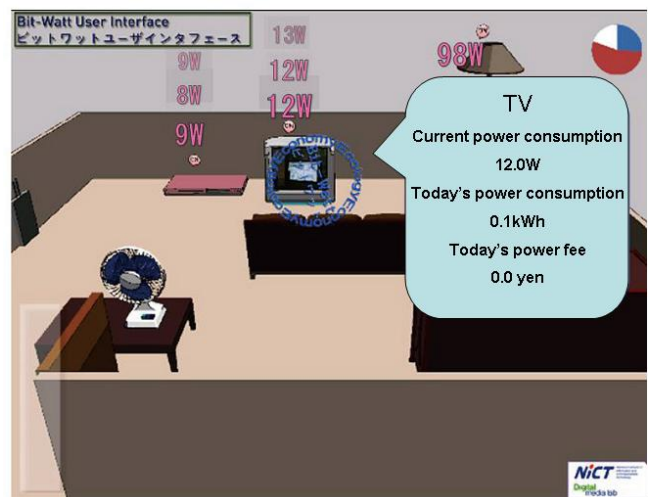 Bit-Watt User Interface
ビットワットユーザインタフェース
13W
9W
12W
8W
12W
9W
98W
TV
Current power consumption
12.0W
Today's power consumption
0.1kWh
Today's power fee
0.0 yen
EconomyEcologyEconomyEcology
NiCT
Digital
media lab